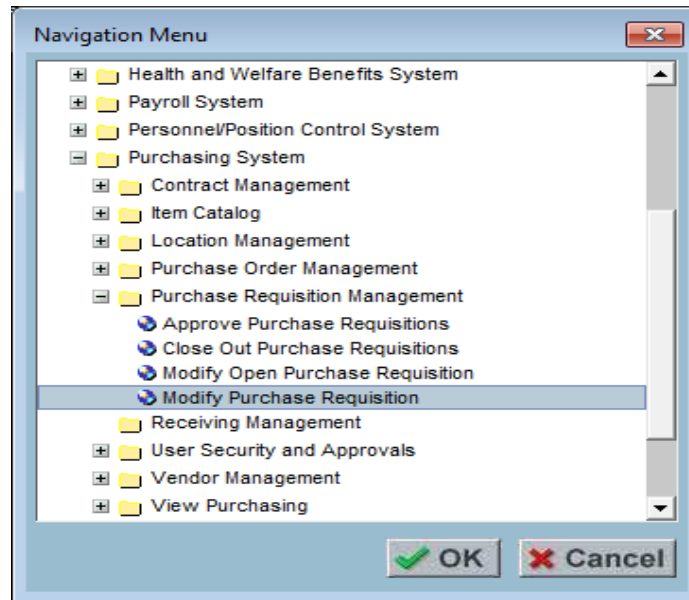 Navigation Menu
Health and Welfare Benefits System
Payroll System
Personnel/Position Control System
Purchasing System
Contract Management
Item Catalog
Location Management
Purchase Order Management
Purchase Requisition Management
Approve Purchase Requisitions
Close Out Purchase Requisitions
Modify Open Purchase Requisition
Modify Purchase Requisition
Receiving Management
User Security and Approvals
Vendor Management
View Purchasing
OK Cancel